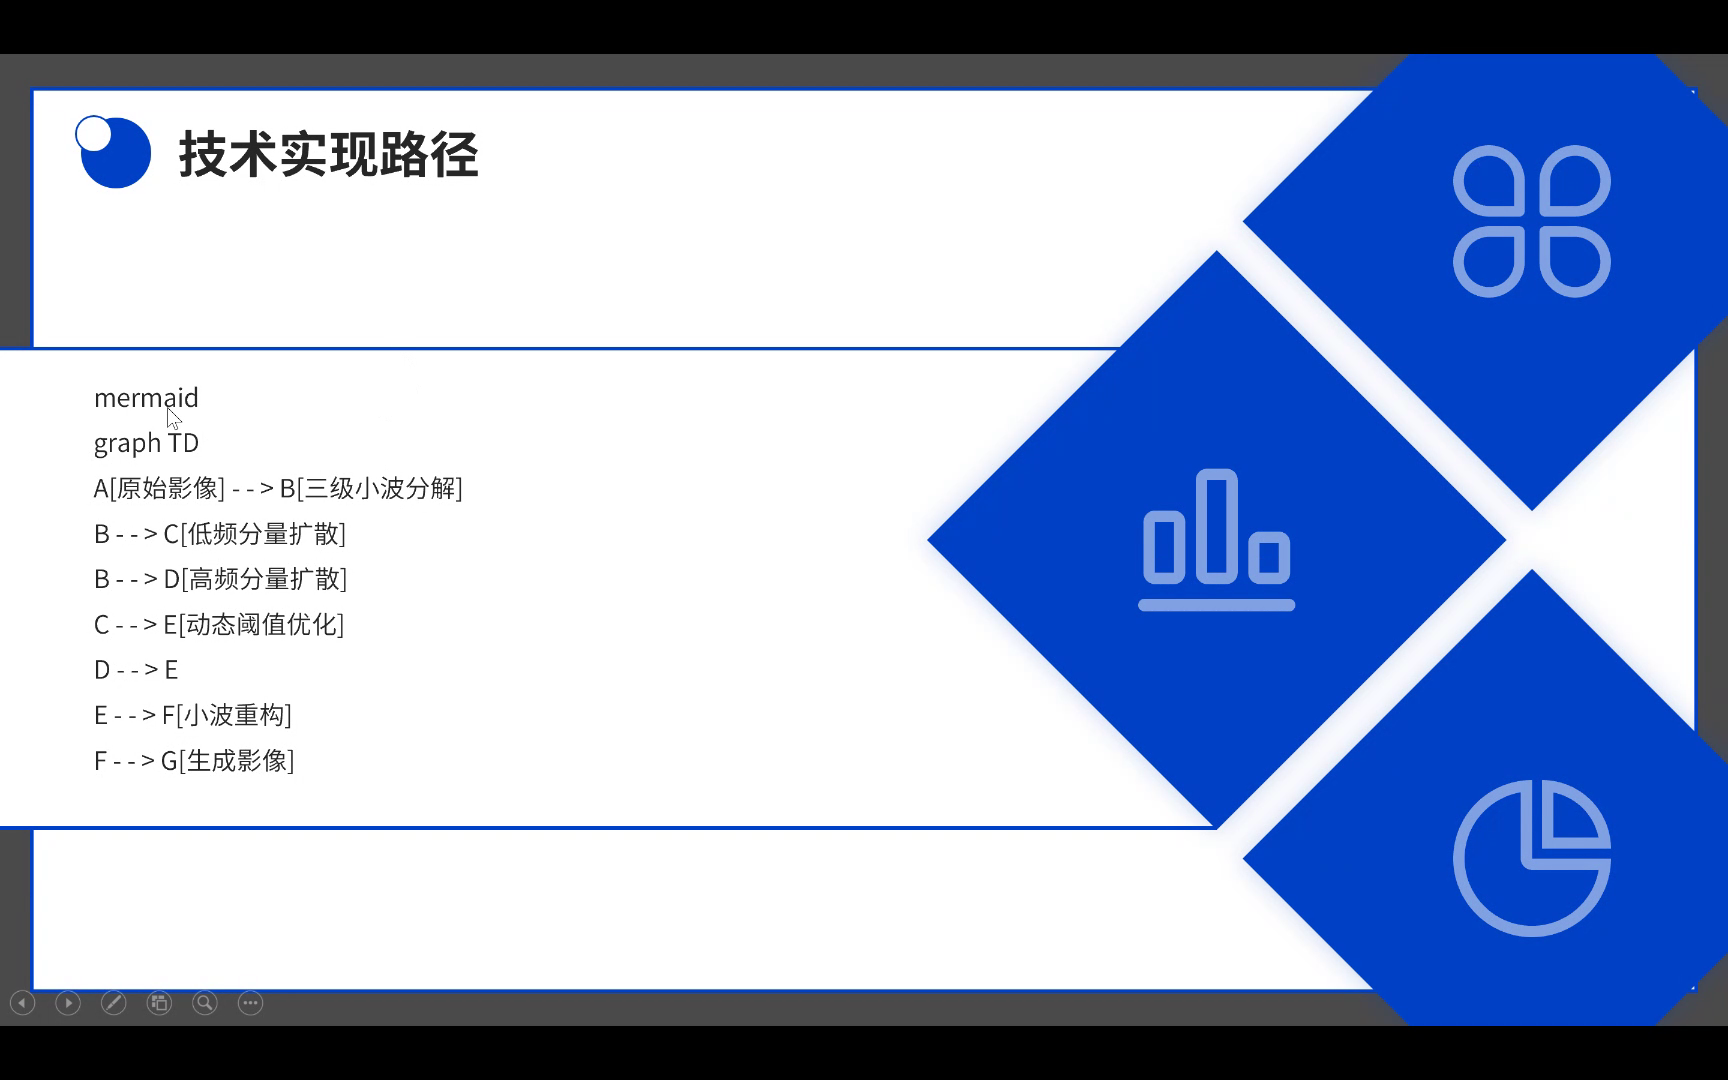 技术实现路径
mermaid
graph TD
A[原始影像] - - > B[三级小波分解]
B - - > C[低频分量扩散]
B - - > D[高频分量扩散]
C - - > E[动态阈值优化]
D - - > E
E - - > F[小波重构]
F - - > G[生成影像]